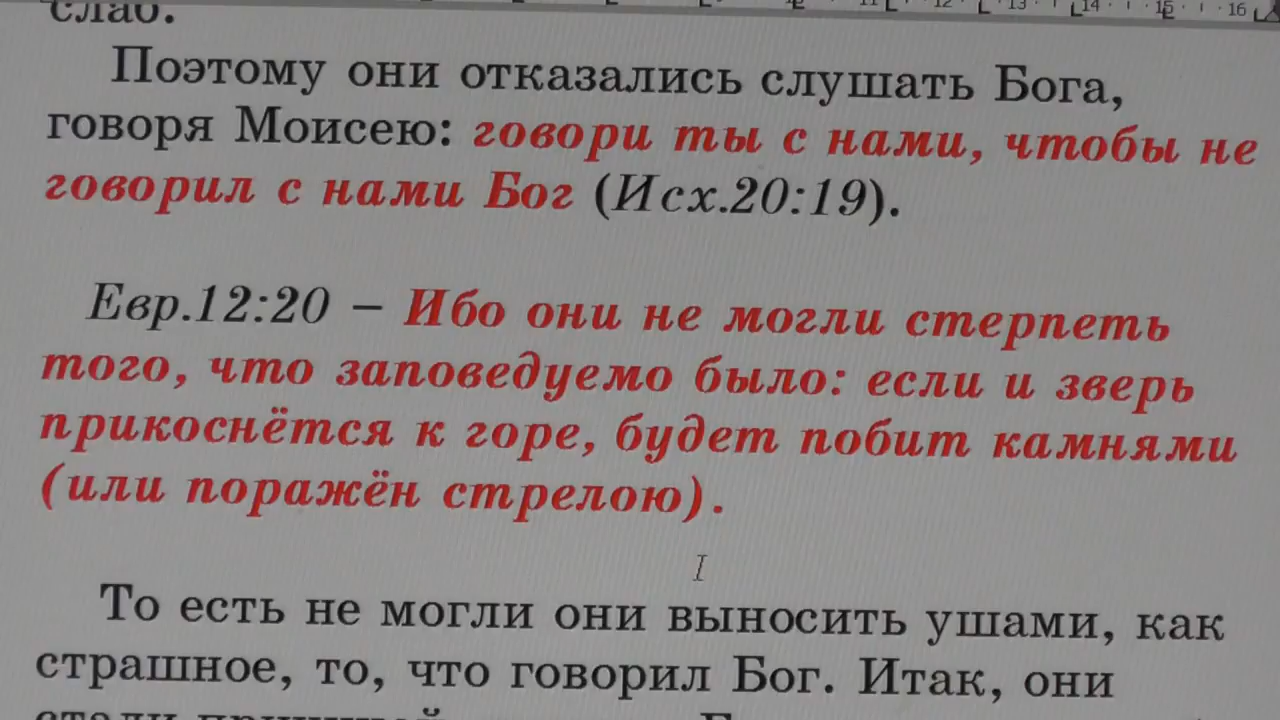 слаб.
Поэтому они отказались слушать Бога,
говоря Моисею: говори ты с нами, чтобы не
говорил с нами Бог (Исх.20:19).
Евр.12:20 – Ибо они не могли стерпеть
того, что заповедуемо было: если и зверь
прикоснётся к горе, будет побит камнями
(или поражён стрелою).
То есть не могли они выносить ушами, как
страшное, то, что говорил Бог. Итак, они